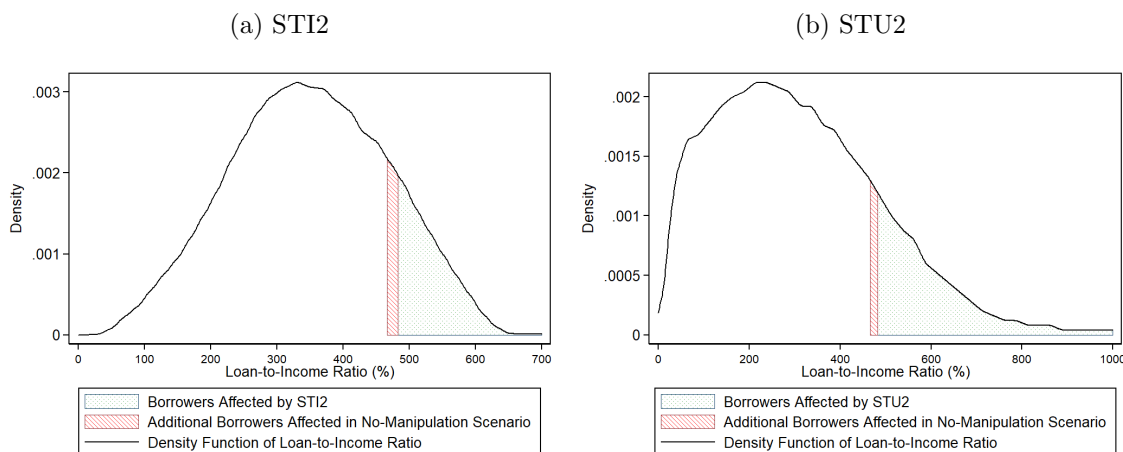 (a) STI2
.003
.002
.001
0
Density
0 100 200 300 400 500 600 700
Loan-to-Income Ratio (%)
Borrowers Affected by STI2
Additional Borrowers Affected in No-Manipulation Scenario
Density Function of Loan-to-Income Ratio
(b) STU2
.002
.0015
.001
.0005
0
Density
0 200 400 600 800 1000
Loan-to-Income Ratio (%)
Borrowers Affected by STU2
Additional Borrowers Affected in No-Manipulation Scenario
Density Function of Loan-to-Income Ratio